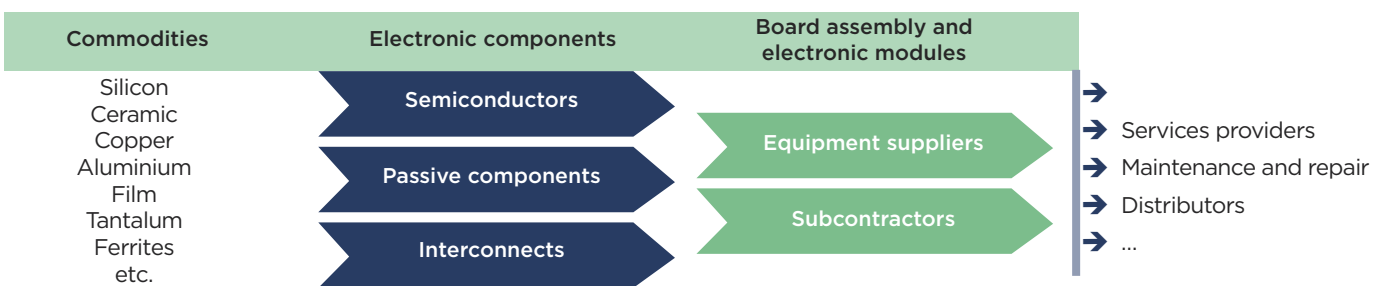 Commodities
Electronic components
Board assembly and
electronic modules
Silicon
Ceramic
Copper
Aluminium
Film
Tantalum
Ferrites
etc.
Semiconductors
Passive components
Interconnects
Equipment suppliers
Subcontractors
Services providers
Maintenance and repair
Distributors
...